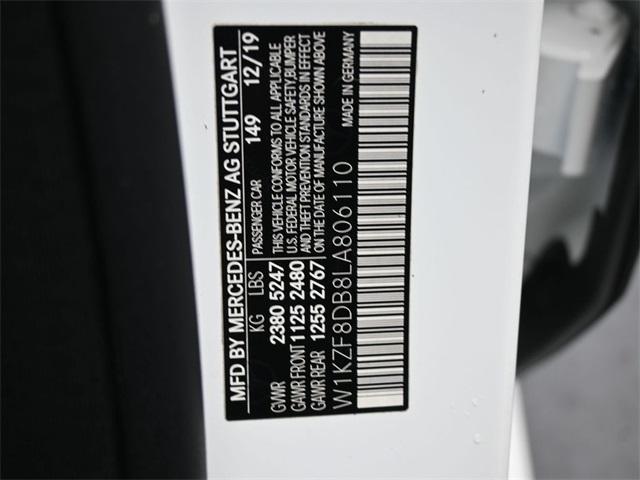 MFD BY MERCEDES-BENZ AG STUTTGART
KG LBS PASSENGER CAR 149 12/19
GVWR 2380 5247 THIS VEHICLE CONFORMS TO ALL APPLICABLE
GAWR FRONT 1125 2480 U.S. FEDERAL MOTOR VEHICLE SAFETY, BUMPER
GAWR REAR 1255 2767 AND THEFT PREVENTION STANDARDS IN EFFECT
ON THE DATE OF MANUFACTURE SHOWN ABOVE
W1KZF8DB8LA806110 MADE IN GERMANY